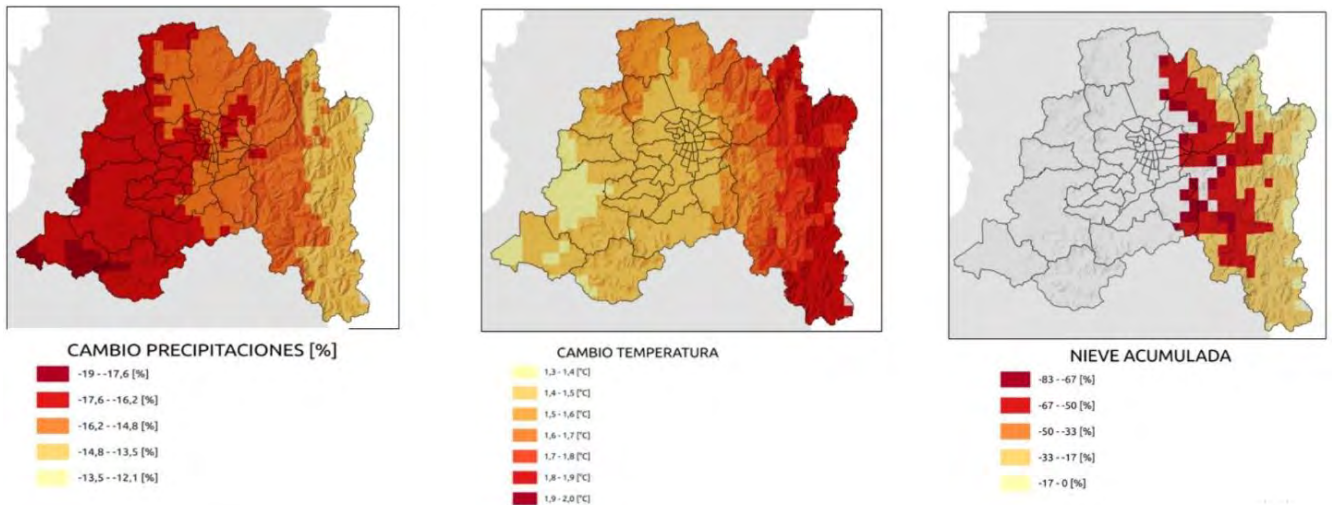 CAMBIO PRECIPITACIONES [%]
-19 - -17,6 [%]
-17,6 - -16,2 [%]
-16,2 - -14,8 [%]
-14,8 - -13,5 [%]
-13,5 - -12,1 [%]
CAMBIO TEMPERATURA
1,3 - 1,4 [°C]
1,4 - 1,5 [°C]
1,5 - 1,6 [°C]
1,6 - 1,7 [°C]
1,7 - 1,8 [°C]
1,8 - 1,9 [°C]
1,9 - 2,0 [°C]
NIEVE ACUMULADA
-83 - -67 [%]
-67 - -50 [%]
-50 - -33 [%]
-33 - -17 [%]
-17 - 0 [%]